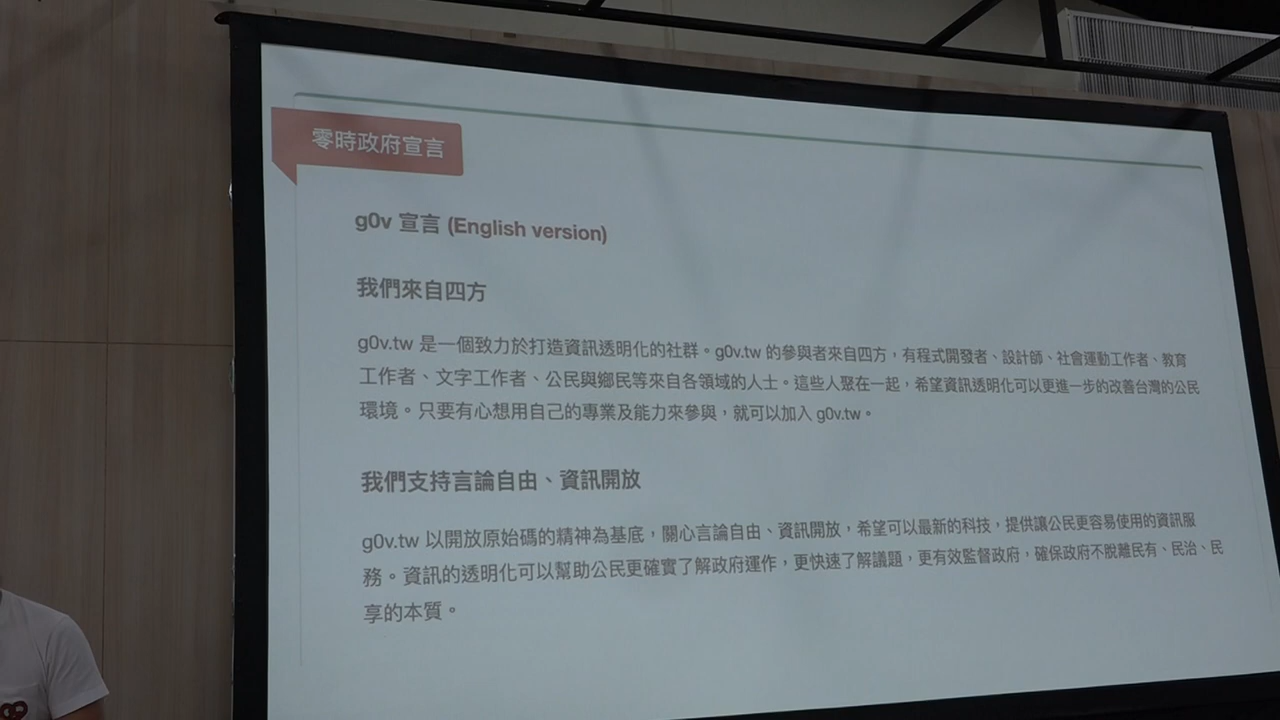 零時政府宣言
g0v 宣言 (English version)
我們來自四方
g0v.tw 是一個致力於打造資訊透明化的社群。g0v.tw 的參與者來自四方，有程式開發者、設計師、社會運動工作者、教育
工作者、文字工作者、公民與鄉民等來自各領域的人士。這些人聚在一起，希望資訊透明化可以更進一步的改善台灣的公民
環境。只要有心想用自己的專業及能力來參與，就可以加入 g0v.tw。
我們支持言論自由、資訊開放
g0v.tw 以開放原始碼的精神為基底，關心言論自由、資訊開放，希望可以最新的科技，提供讓公民更容易使用的資訊服
務。資訊的透明化可以幫助公民更確實了解政府運作，更快速了解議題，更有效監督政府，確保政府不脫離民有、民治、民
享的本質。